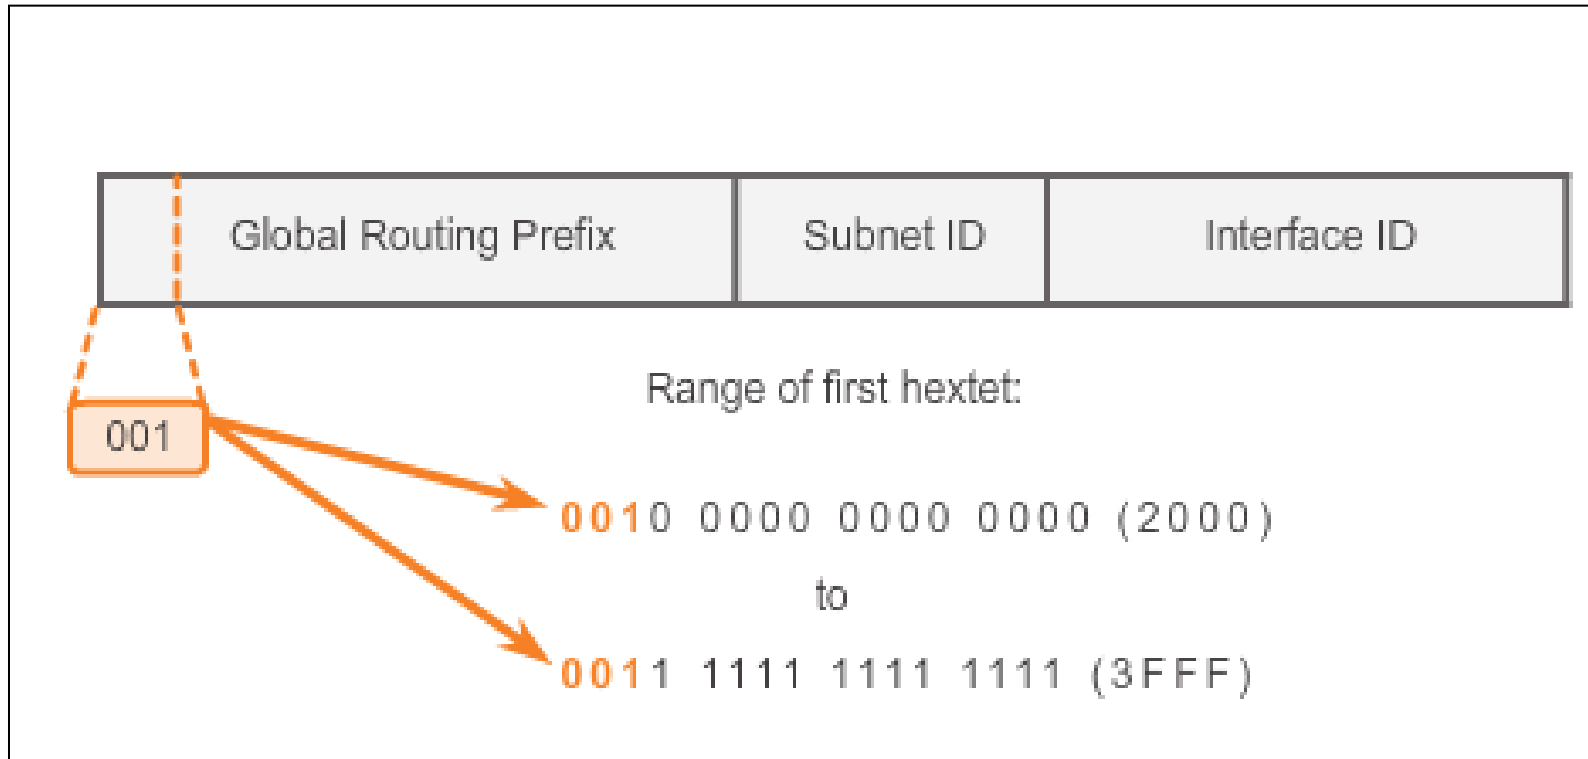 Global Routing Prefix Subnet ID Interface ID
Range of first hextet:
001
0010 0000 0000 0000 (2000)
to
0011 1111 1111 1111 (3FFF)